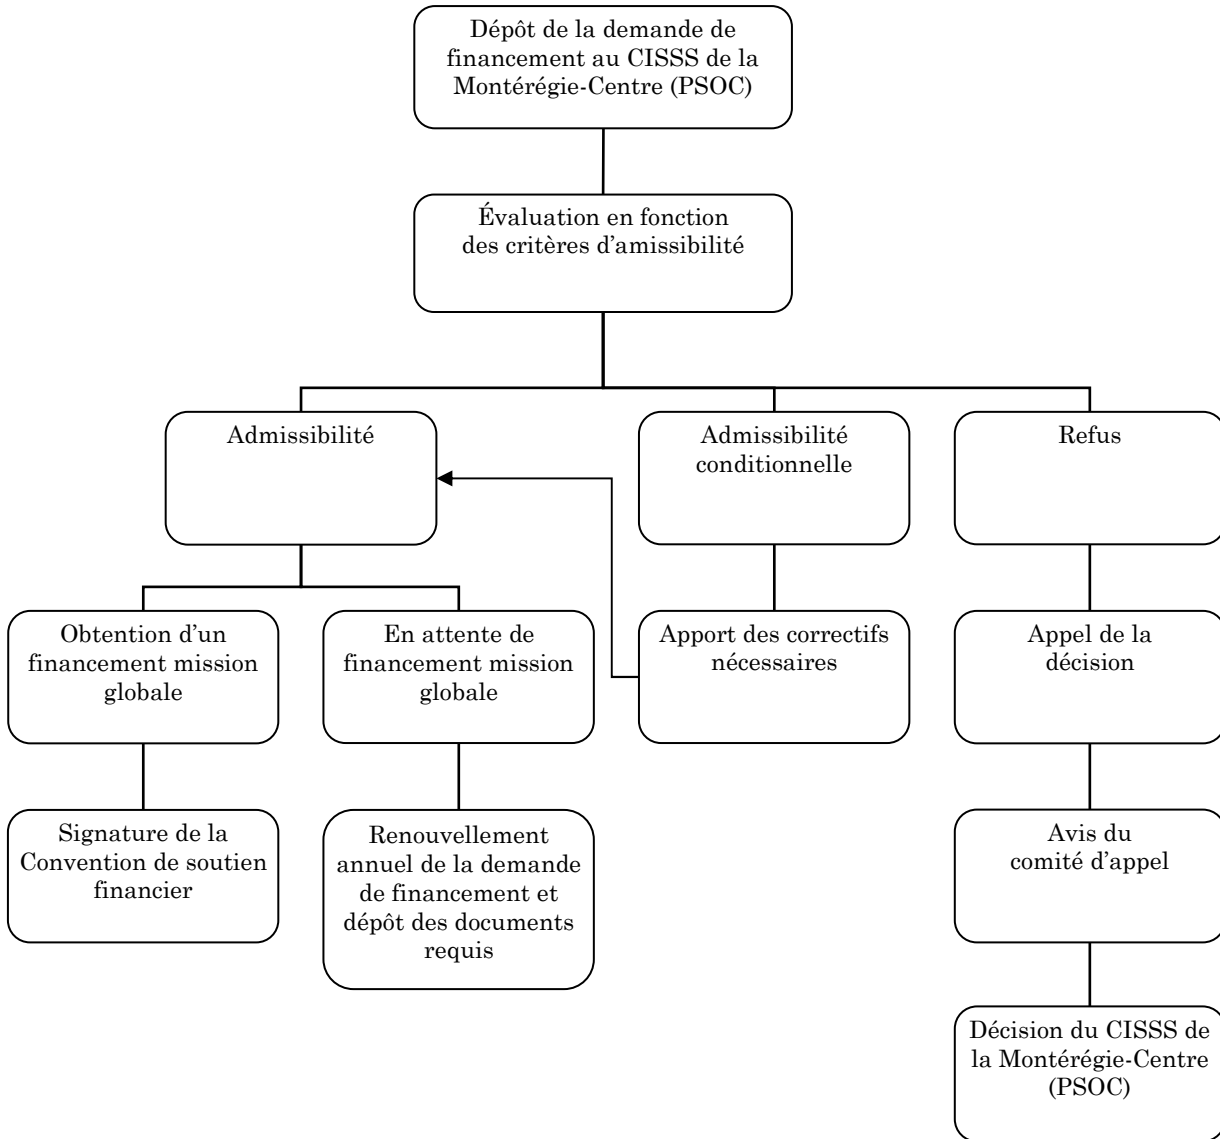 Dépôt de la demande de
financement au CISSS de la
Montérégie-Centre (PSOC)
Évaluation en fonction
des critères d’amissibilité
Admissibilité
Admissibilité
conditionnelle
Refus
Obtention d’un
financement mission
globale
En attente de
financement mission
globale
Apport des correctifs
nécessaires
Appel de la
décision
Signature de la
Convention de soutien
financier
Renouvellement
annuel de la demande
de financement et
dépôt des documents
requis
Avis du
comité d’appel
Décision du CISSS de
la Montérégie-Centre
(PSOC)